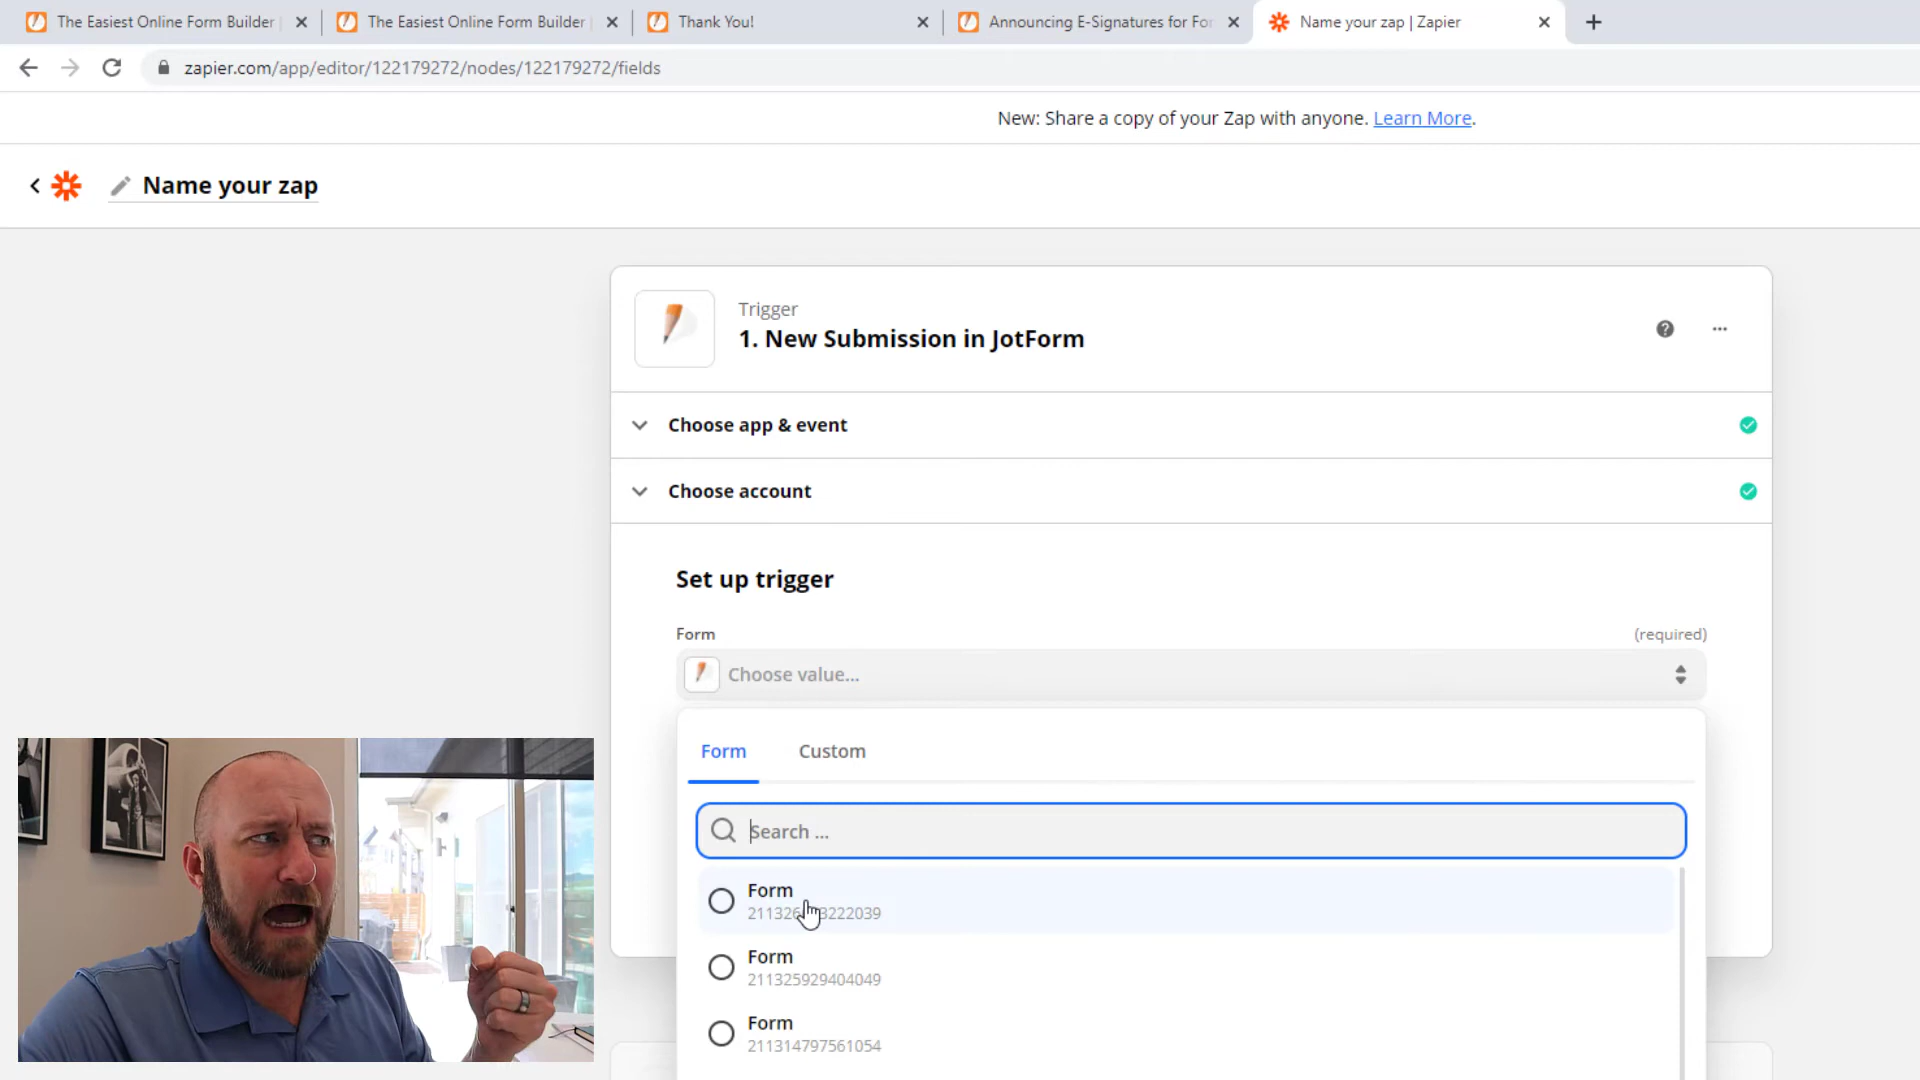 The Easiest Online Form Builder
The Easiest Online Form Builder
Thank You!
Announcing E-Signatures for For
Name your zap | Zapier
zapier.com/app/editor/122179272/nodes/122179272/fields
New: Share a copy of your Zap with anyone. Learn More.
Name your zap
Trigger
1. New Submission in JotForm
Choose app & event
Choose account
Set up trigger
Form
(required)
Choose value...
Form
Custom
Search ...
Form
Form
211325929404049
Form
211314797561054